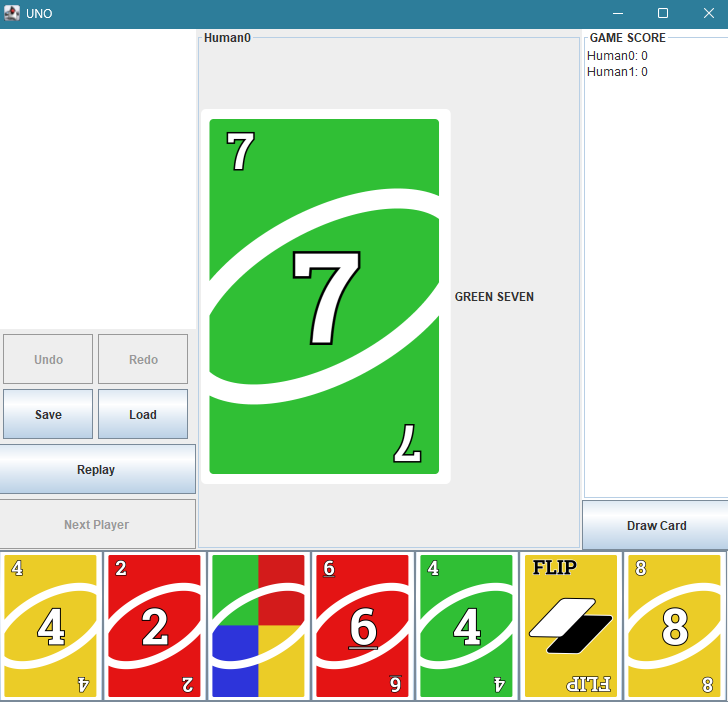 UNO
Human0
GAME SCORE
Human0: 0
Human1: 0
7
7
GREEN SEVEN
7
Undo
Redo
Save
Load
Replay
Next Player
Draw Card
4
4
4
2
2
2
6
6
6
4
4
4
FLIP
FLIP
8
8
8